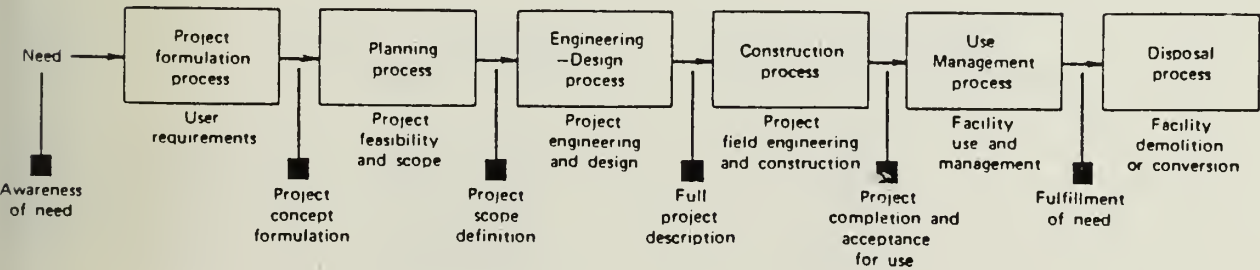 Need
Project
formulation
process
Planning
process
Engineering
–Design
process
Construction
process
Use
Management
process
Disposal
process
User
requirements
Project
feasibility
and scope
Project
engineering
and design
Project
field engineering
and construction
Facility
use and
management
Facility
demolition
or conversion
Awareness
of need
Project
concept
formulation
Project
scope
definition
Full
project
description
Project
completion and
acceptance
for use
Fulfillment
of need